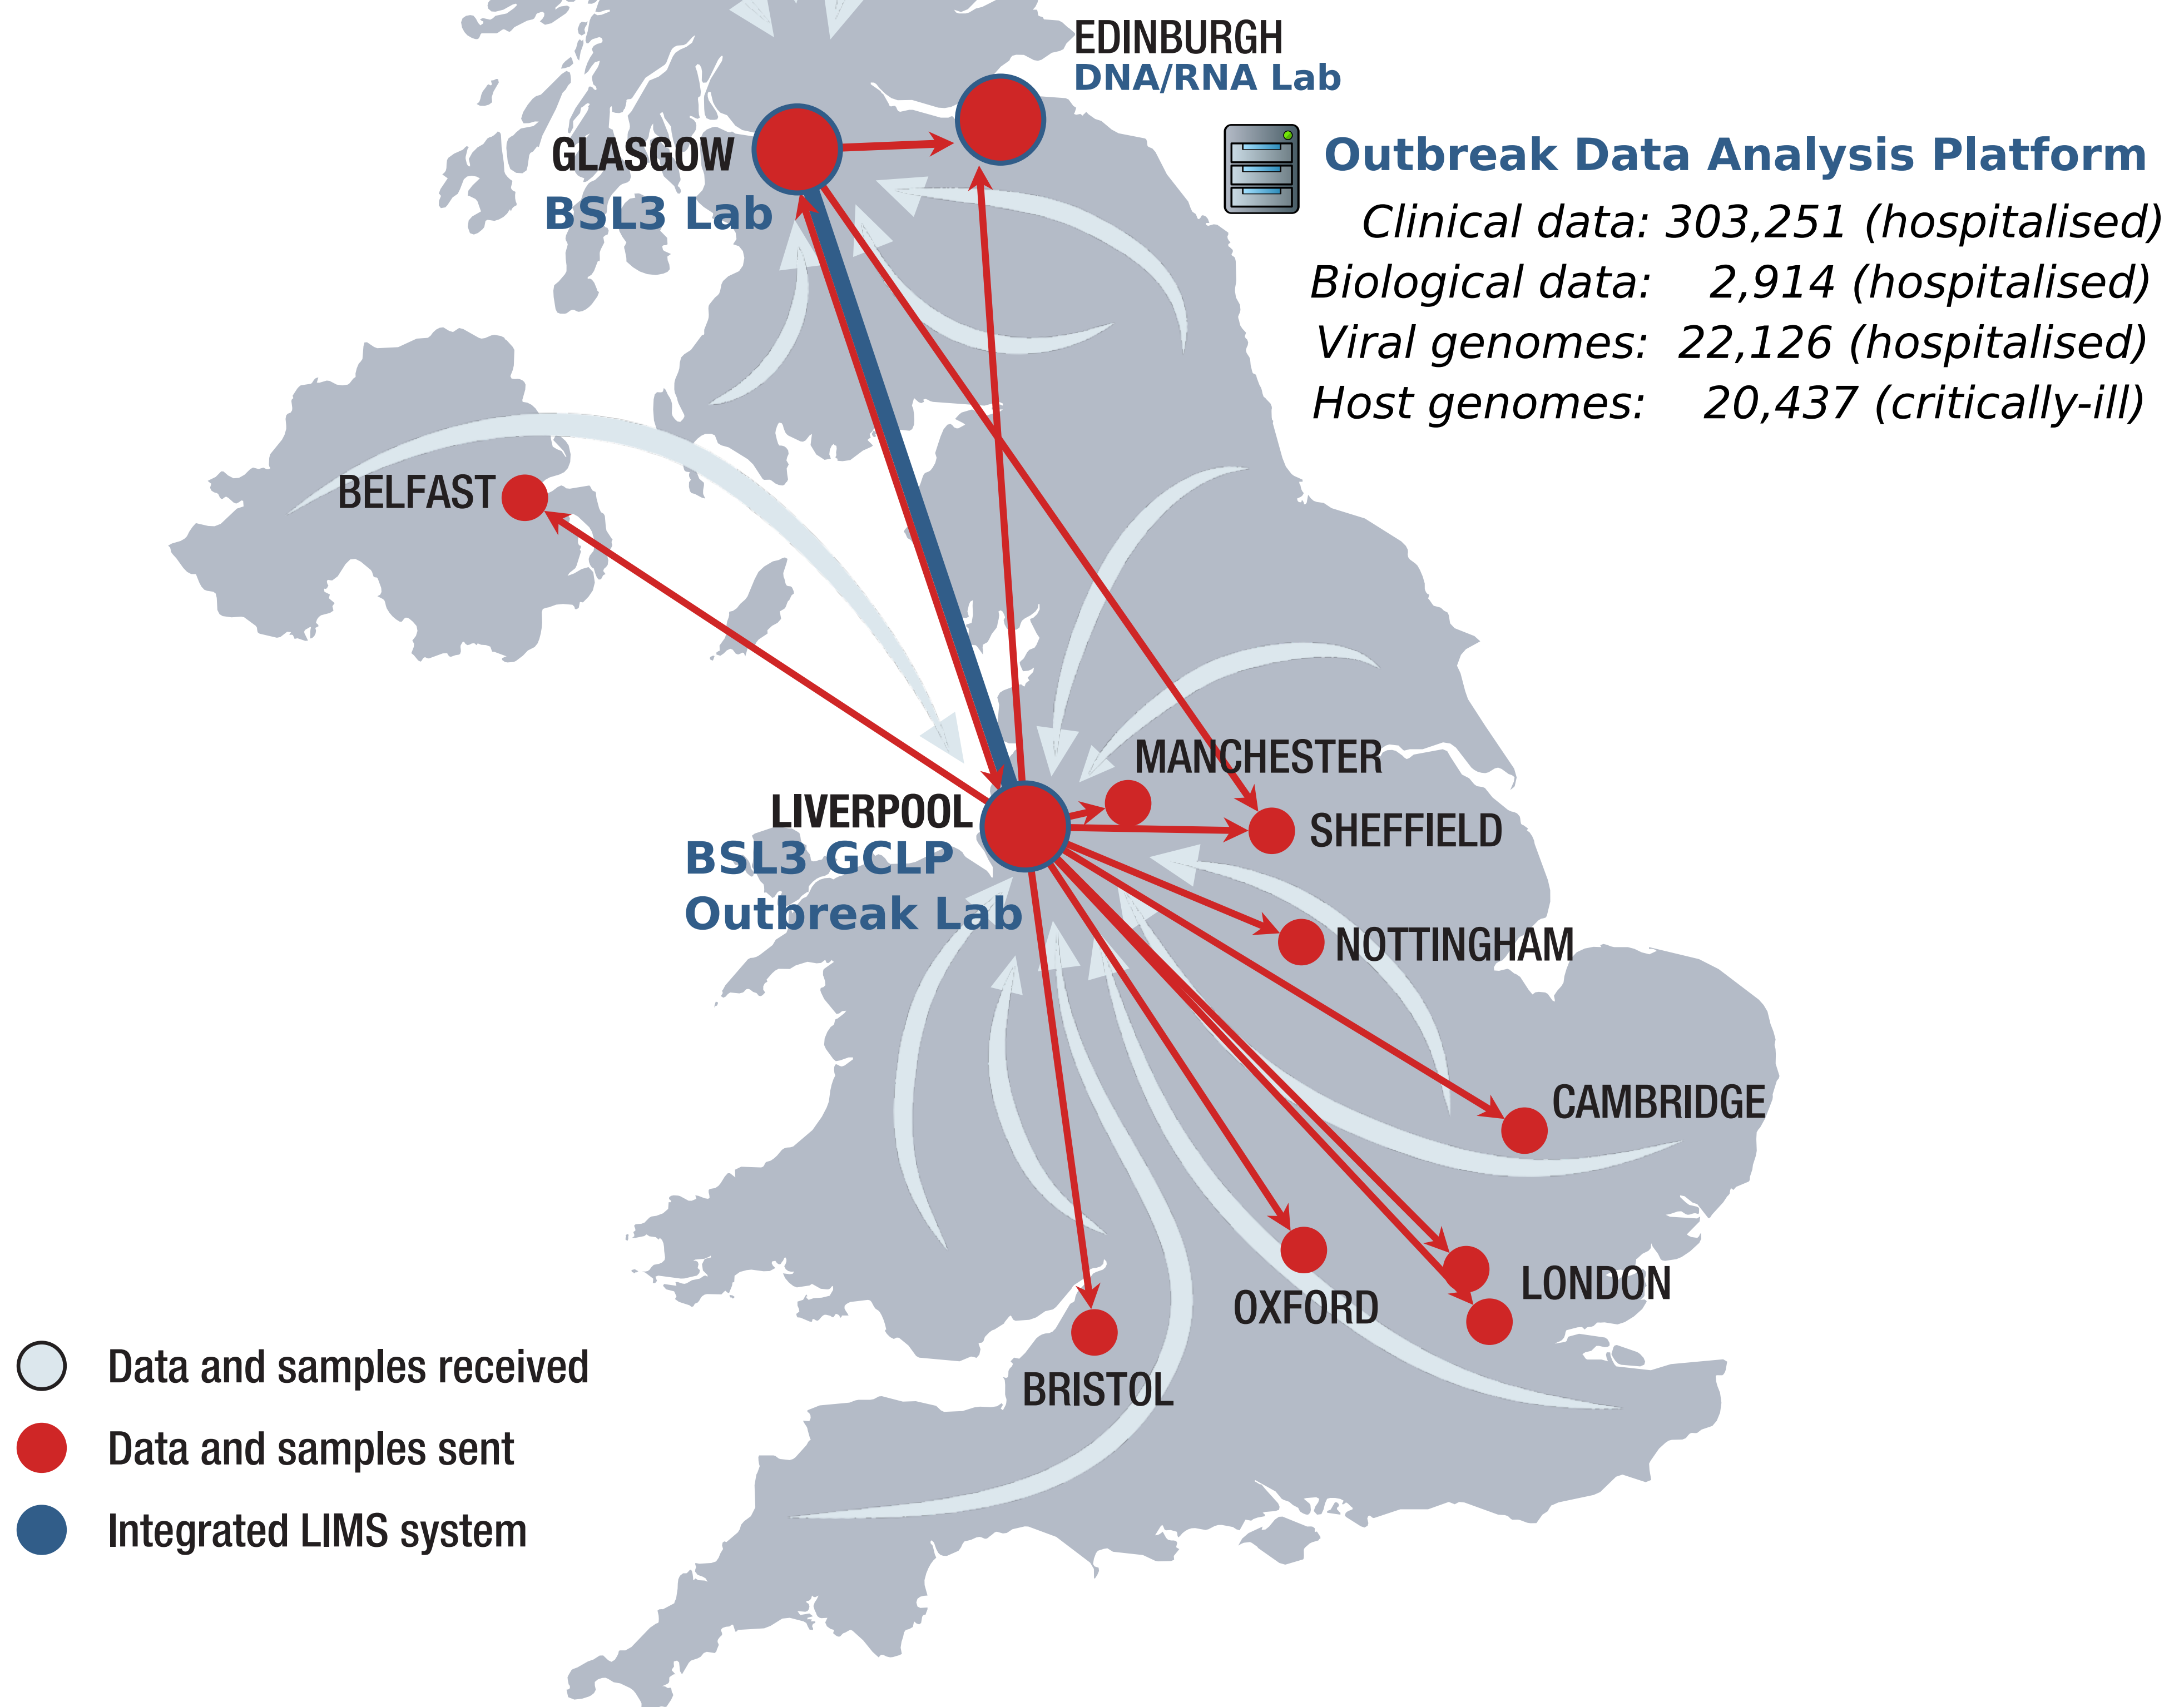 EDINBURGH
DNA/RNA Lab
GLASGOW
BSL3 Lab
Outbreak Data Analysis Platform
Clinical data: 303,251 (hospitalised)
Biological data: 2,914 (hospitalised)
Viral genomes: 22,126 (hospitalised)
Host genomes: 20,437 (critically-ill)
BELFAST
MANCHESTER
LIVERPOOL
BSL3 GCLP
Outbreak Lab
SHEFFIELD
NOTTINGHAM
CAMBRIDGE
LONDON
OXFORD
BRISTOL
Data and samples received
Data and samples sent
Integrated LIMS system